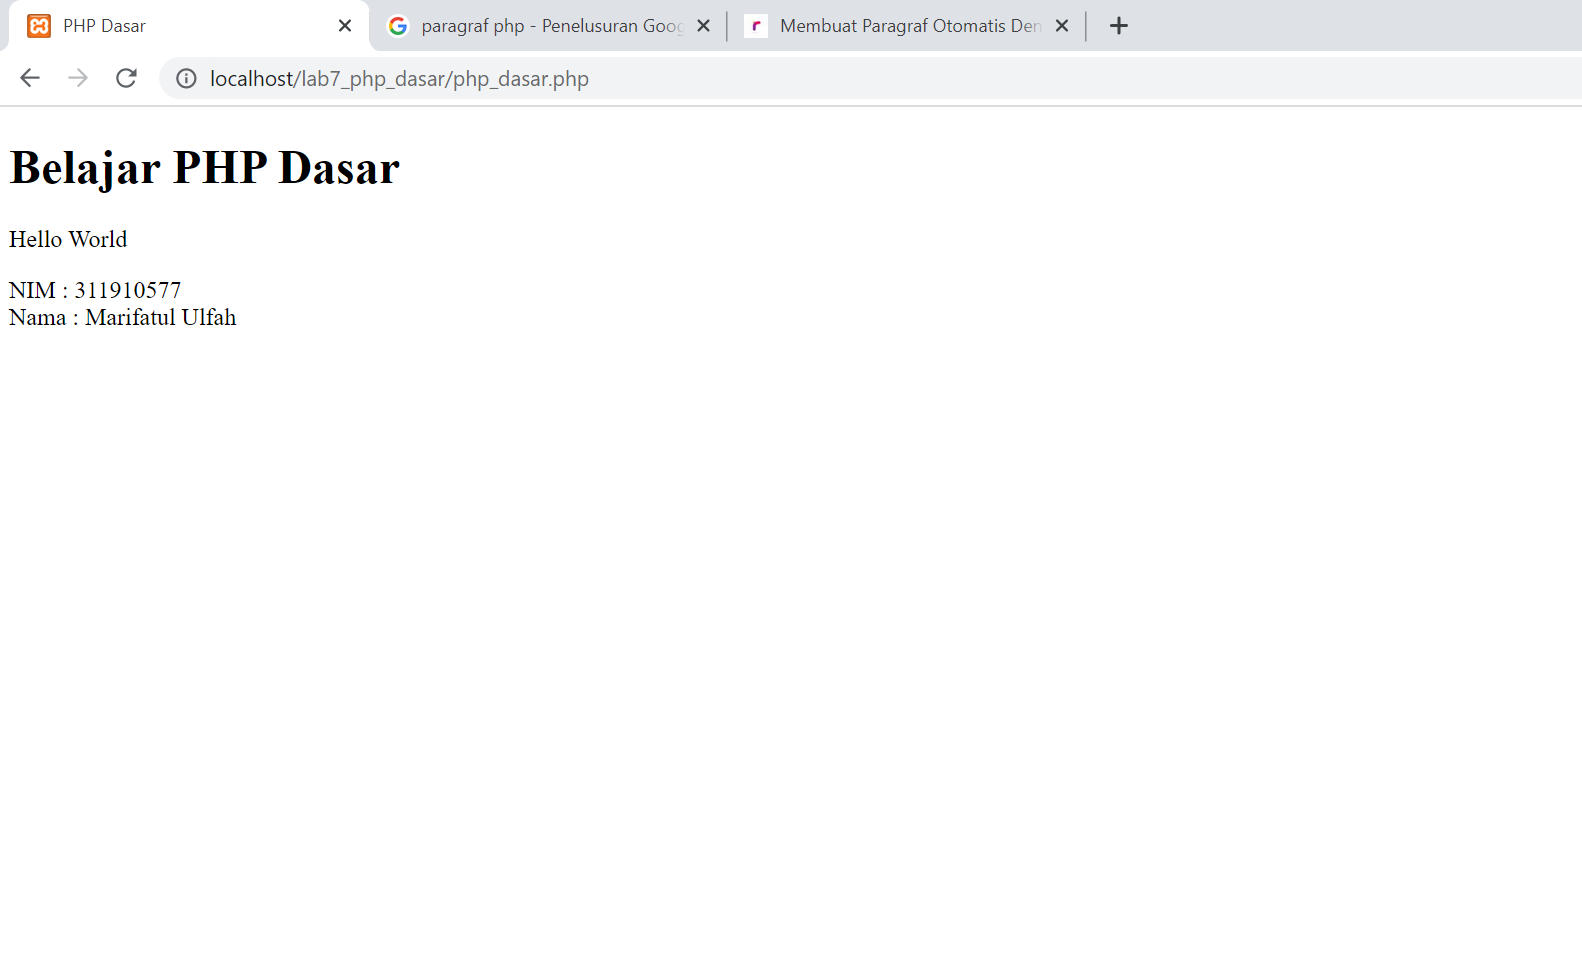 PHP Dasar
paragraf php - Penelusuran Goog
Membuat Paragraf Otomatis Den
localhost/lab7_php_dasar/php_dasar.php
Belajar PHP Dasar
Hello World
NIM : 311910577
Nama : Marifatul Ulfah